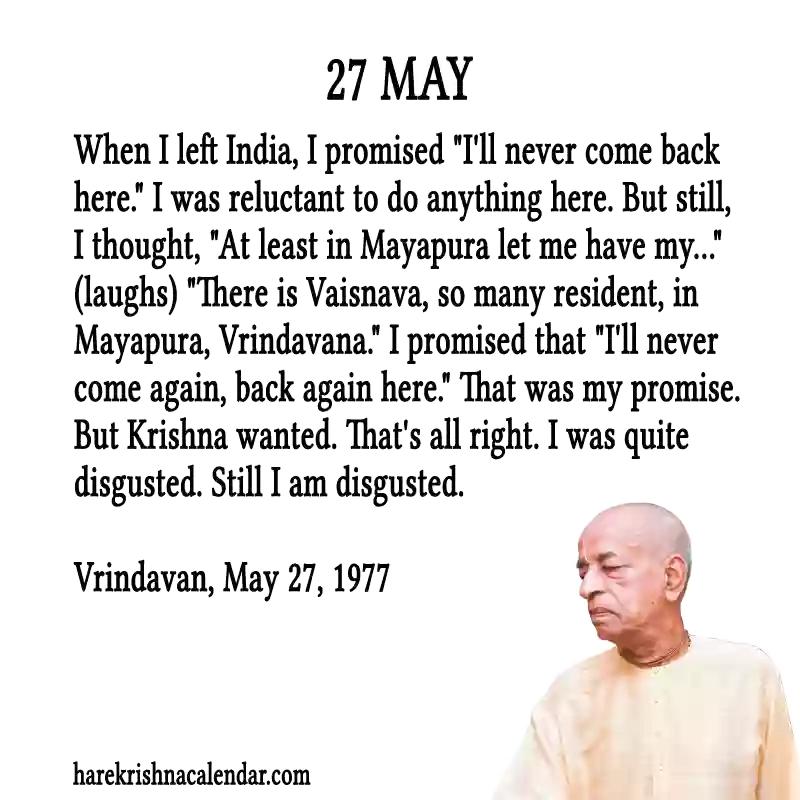 27 MAY
When I left India, I promised "I'll never come back
here." I was reluctant to do anything here. But still,
I thought, "At least in Mayapura let me have my..."
(laughs) "There is Vaisnava, so many resident, in
Mayapura, Vrindavana." I promised that "I'll never
come again, back again here." That was my promise.
But Krishna wanted. That's all right. I was quite
disgusted. Still I am disgusted.
Vrindavan, May 27, 1977
harekrishnacalendar.com